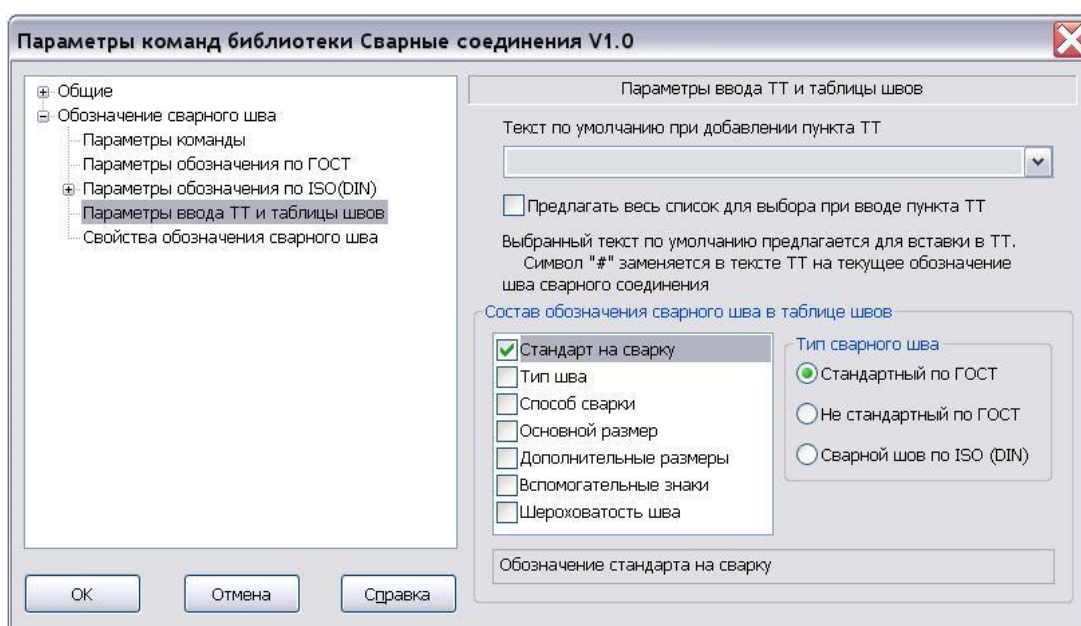 Параметры команд библиотеки Сварные соединения V1.0
Общие
Обозначение сварного шва
Параметры команды
Параметры обозначения по ГОСТ
Параметры обозначения по ISO(DIN)
Параметры ввода ТТ и таблицы швов
Свойства обозначения сварного шва
Параметры ввода ТТ и таблицы швов
Текст по умолчанию при добавлении пункта ТТ
Предлагать весь список для выбора при вводе пункта ТТ
Выбранный текст по умолчанию предлагается для вставки в ТТ.
Символ "#" заменяется в тексте ТТ на текущее обозначение
шва сварного соединения
Состав обозначения сварного шва в таблице швов
Стандарт на сварку
Тип шва
Способ сварки
Основной размер
Дополнительные размеры
Вспомогательные знаки
Шероховатость шва
Тип сварного шва
Стандартный по ГОСТ
Не стандартный по ГОСТ
Сварной шов по ISO (DIN)
Обозначение стандарта на сварку
ОК
Отмена
Справка